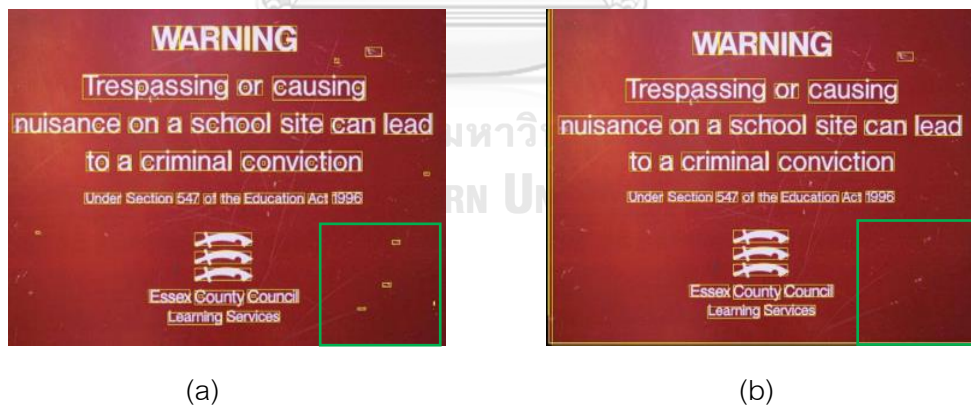 WARNING
Trespassing or causing
nuisance on a school site can lead
to a criminal conviction
Under Section 547 of the Education Act 1996
Essex County Council
Learning Services
(a)
WARNING
Trespassing or causing
nuisance on a school site can lead
to a criminal conviction
Under Section 547 of the Education Act 1996
Essex County Council
Learning Services
(b)